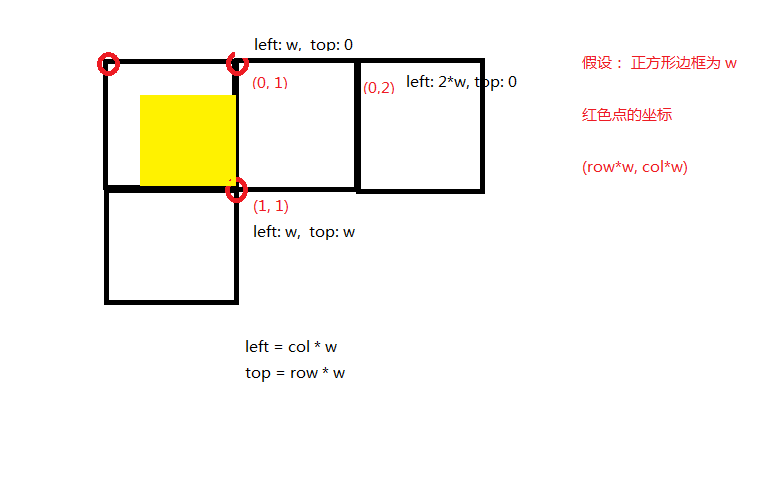 left: w,  top: 0
(0, 1)
(0,2)
left: 2*w, top: 0
(1, 1)
left: w,  top: w
left = col * w
top = row * w
假设： 正方形边框为 w
红色点的坐标
(row*w, col*w)